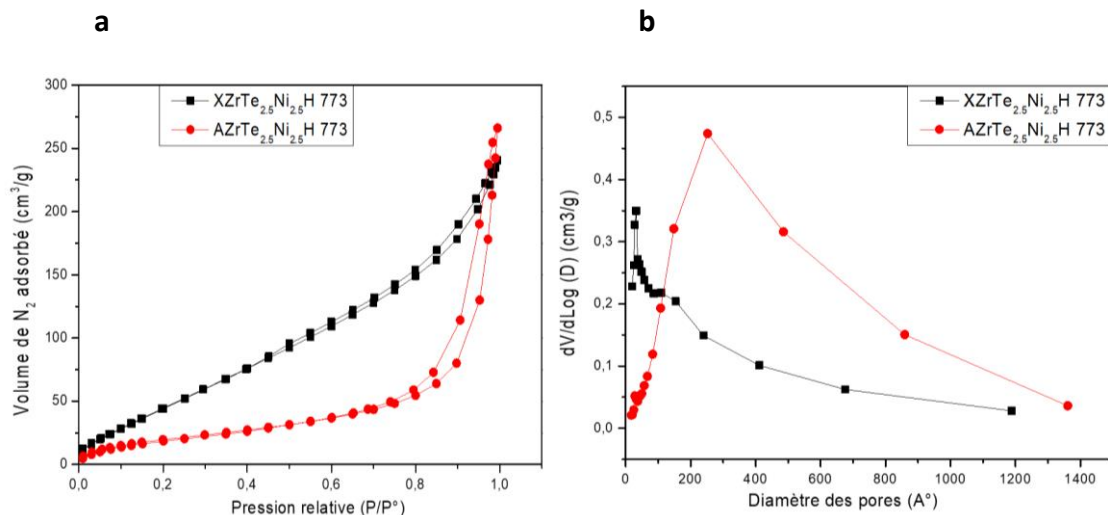 a
b
300
250
200
150
100
50
0
Volume de N₂ adsorbé (cm³/g)
XZrTe₂.₅Ni₂.₅H 773
AZrTe₂.₅Ni₂.₅H 773
0,0 0,2 0,4 0,6 0,8 1,0
Pression relative (P/P°)
0,5
0,4
0,3
0,2
0,1
0,0
dV/dLog (D) (cm3/g)
XZrTe₂.₅Ni₂.₅H 773
AZrTe₂.₅Ni₂.₅H 773
0 200 400 600 800 1000 1200 1400
Diamètre des pores (A°)